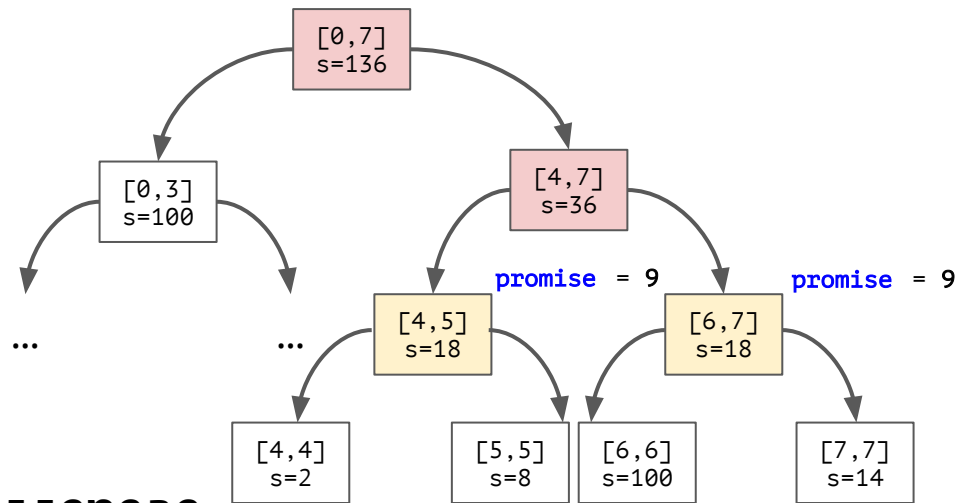 [0,7]
s=136
[0,3]
s=100
[4,7]
s=36
promise = 9
promise = 9
[4,5]
s=18
[6,7]
s=18
...
...
[4,4]
s=2
[5,5]
s=8
[6,6]
s=100
[7,7]
s=14